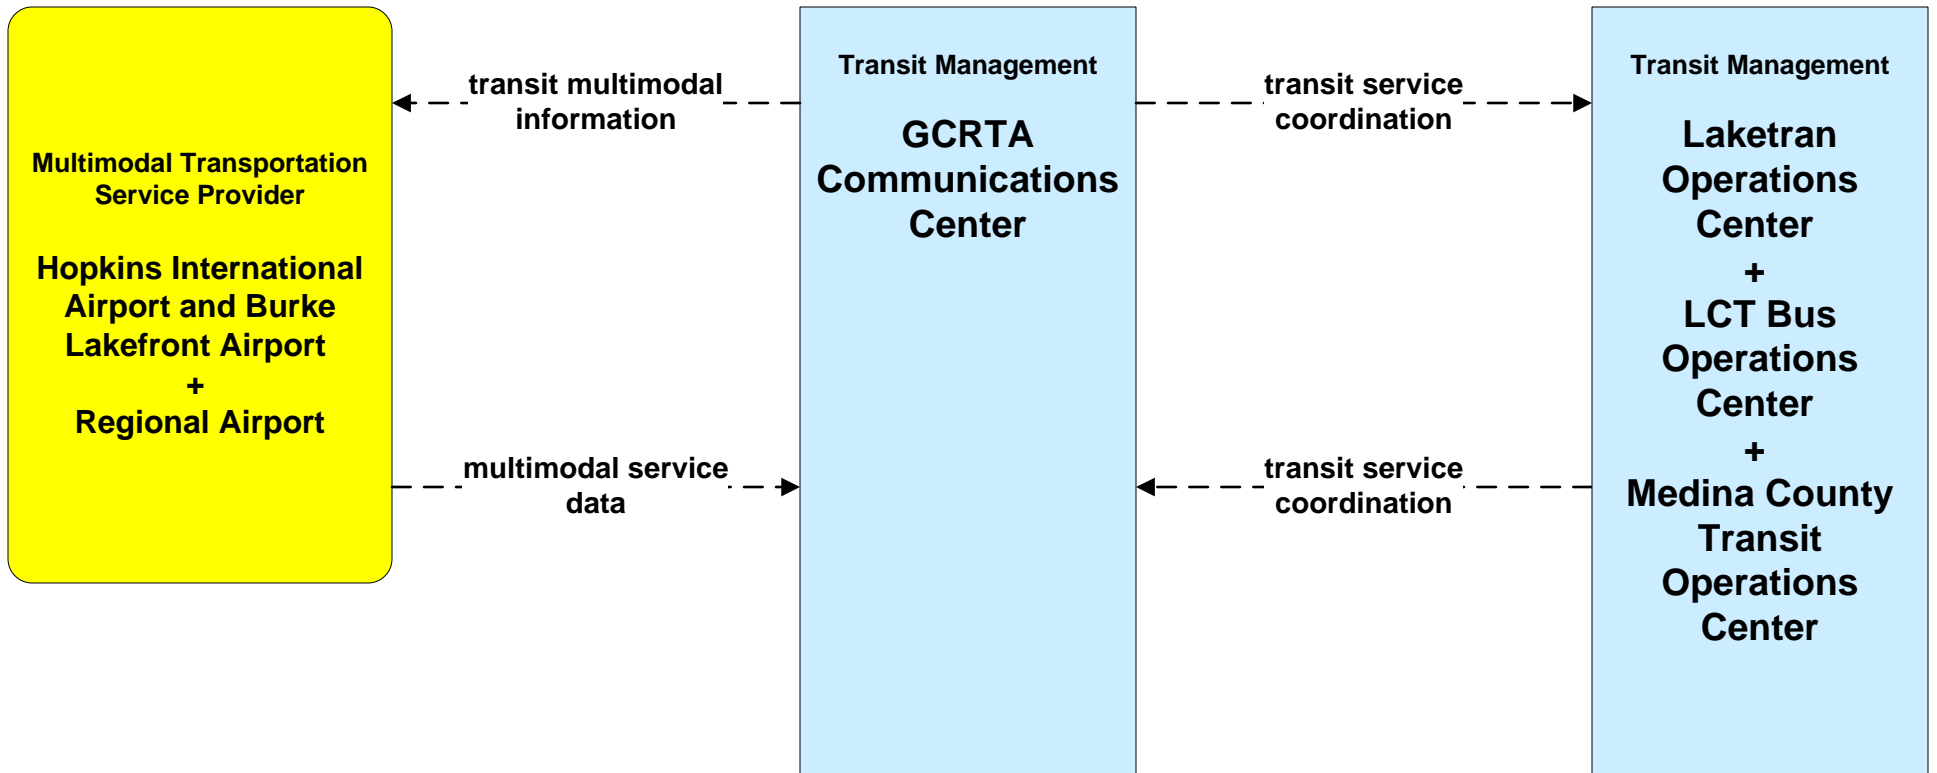 Multimodal Transportation
Service Provider
Hopkins International
Airport and Burke
Lakefront Airport
+
Regional Airport
transit multimodal
information
multimodal service
data
Transit Management
GCRTA
Communications
Center
transit service
coordination
transit service
coordination
Transit Management
Laketran
Operations
Center
+
LCT Bus
Operations
Center
+
Medina County
Transit
Operations
Center